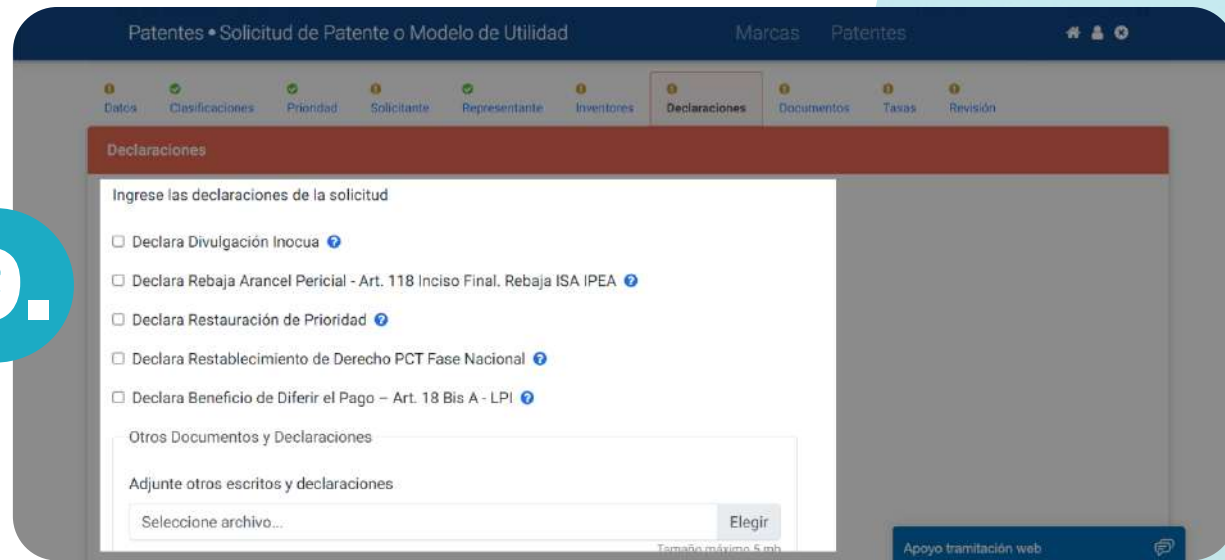 Patentes • Solicitud de Patente o Modelo de Utilidad Marcas Patentes
Datos Clasificaciones Prioridad Solicitante Representante Inventores Declaraciones Documentos Tasas Revisión
Declaraciones
Ingrese las declaraciones de la solicitud
Declara Divulgación Inocua
Declara Rebaja Arancel Pericial - Art. 118 Inciso Final. Rebaja ISA IPEA
Declara Restauración de Prioridad
Declara Restablecimiento de Derecho PCT Fase Nacional
Declara Beneficio de Diferir el Pago – Art. 18 Bis A - LPI
Otros Documentos y Declaraciones
Adjunte otros escritos y declaraciones
Seleccione archivo... Elegir
Tamaño máximo 5 mb
Apoyo tramitación web